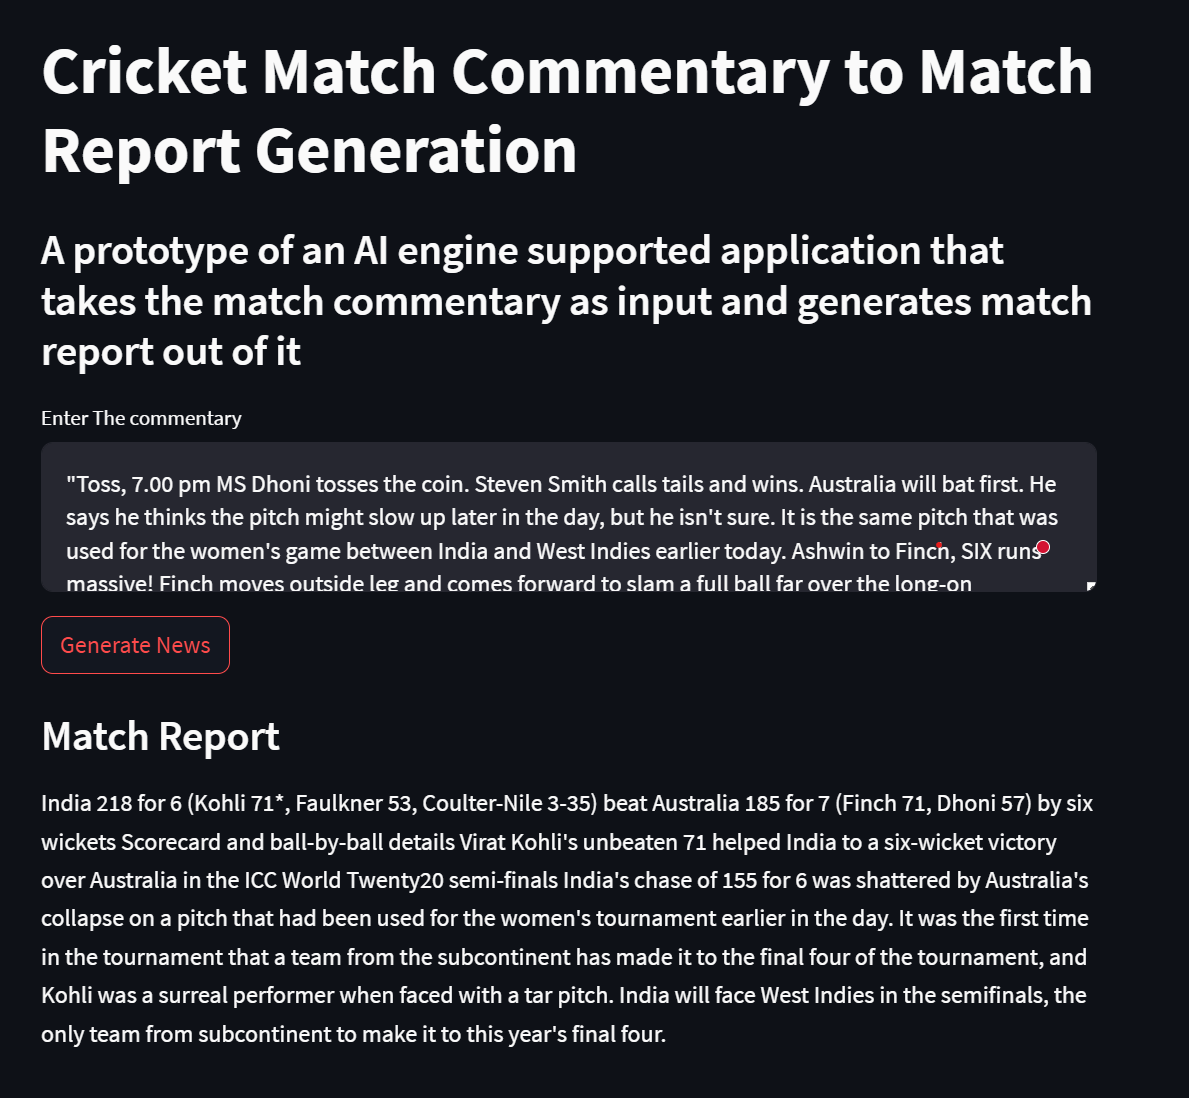 Cricket Match Commentary to Match
Report Generation
A prototype of an AI engine supported application that
takes the match commentary as input and generates match
report out of it
Enter The commentary
"Toss, 7.00 pm MS Dhoni tosses the coin. Steven Smith calls tails and wins. Australia will bat first. He
says he thinks the pitch might slow up later in the day, but he isn't sure. It is the same pitch that was
used for the women's game between India and West Indies earlier today. Ashwin to Finch, SIX runs
massive! Finch moves outside leg and comes forward to slam a full ball far over the long-on
Generate News
Match Report
India 218 for 6 (Kohli 71*, Faulkner 53, Coulter-Nile 3-35) beat Australia 185 for 7 (Finch 71, Dhoni 57) by six
wickets Scorecard and ball-by-ball details Virat Kohli's unbeaten 71 helped India to a six-wicket victory
over Australia in the ICC World Twenty20 semi-finals India's chase of 155 for 6 was shattered by Australia's
collapse on a pitch that had been used for the women's tournament earlier in the day. It was the first time
in the tournament that a team from the subcontinent has made it to the final four of the tournament, and
Kohli was a surreal performer when faced with a tar pitch. India will face West Indies in the semifinals, the
only team from subcontinent to make it to this year's final four.